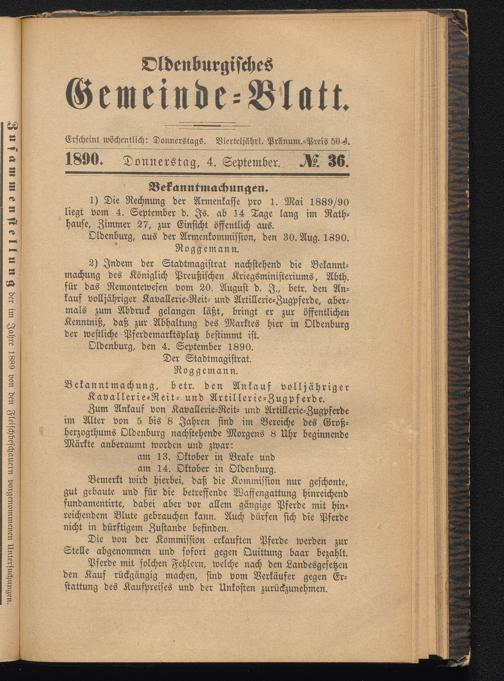 Zusammenstellung der im Jahre 1889 von den Fleischbeschauern vorgenommenen Untersuchungen.
Oldenburgisches
Gemeinde=Blatt.
Erscheint wöchentlich: Donnerstags. Vierteljährl. Pränum.=Preis 50 ₰.
1890. Donnerstag, 4. September. №. 36.
Bekanntmachungen.
1) Die Rechnung der Armenkasse pro 1. Mai 1889/90
liegt vom 4. September d. Js. ab 14 Tage lang im Rath=
hause, Zimmer 27, zur Einsicht öffentlich aus.
Oldenburg, aus der Armenkommission, den 30. Aug. 1890.
Roggemann.
2) Indem der Stadtmagistrat nachstehend die Bekannt=
machung des Königlich Preußischen Kriegsministeriums, Abth.
für das Remontewesen vom 20. August d. J., betr. den An=
kauf volljähriger Kavallerie=Reit= und Artillerie=Zugpferde, aber=
mals zum Abdruck gelangen läßt, bringt er zur öffentlichen
Kenntniß, daß zur Abhaltung des Marktes hier in Oldenburg
der westliche Pferdemarktsplatz bestimmt ist.
Oldenburg, den 4. September 1890.
Der Stadtmagistrat.
Roggemann.
Bekanntmachung, betr. den Ankauf volljähriger
Kavallerie=Reit= und Artillerie=Zugpferde.
Zum Ankauf von Kavallerie=Reit= und Artillerie=Zugpferde
im Alter von 5 bis 8 Jahren sind im Bereiche des Groß=
herzogthums Oldenburg nachstehende Morgens 8 Uhr beginnende
Märkte anberaumt worden und zwar:
am 13. Oktober in Brake und
am 14. Oktober in Oldenburg.
Bemerkt wird hierbei, daß die Kommission nur geschonte,
gut gebaute und für die betreffende Waffengattung hinreichend
fundamentirte, dabei aber vor allem gängige Pferde mit hin=
reichendem Blute gebrauchen kann. Auch dürfen sich die Pferde
nicht in dürftigem Zustande befinden.
Die von der Kommission erkauften Pferde werden zur
Stelle abgenommen und sofort gegen Quittung baar bezahlt.
Pferde mit solchen Fehlern, welche nach den Landesgesetzen
den Kauf rückgängig machen, sind vom Verkäufer gegen Er=
stattung des Kaufpreises und der Unkosten zurückzunehmen.